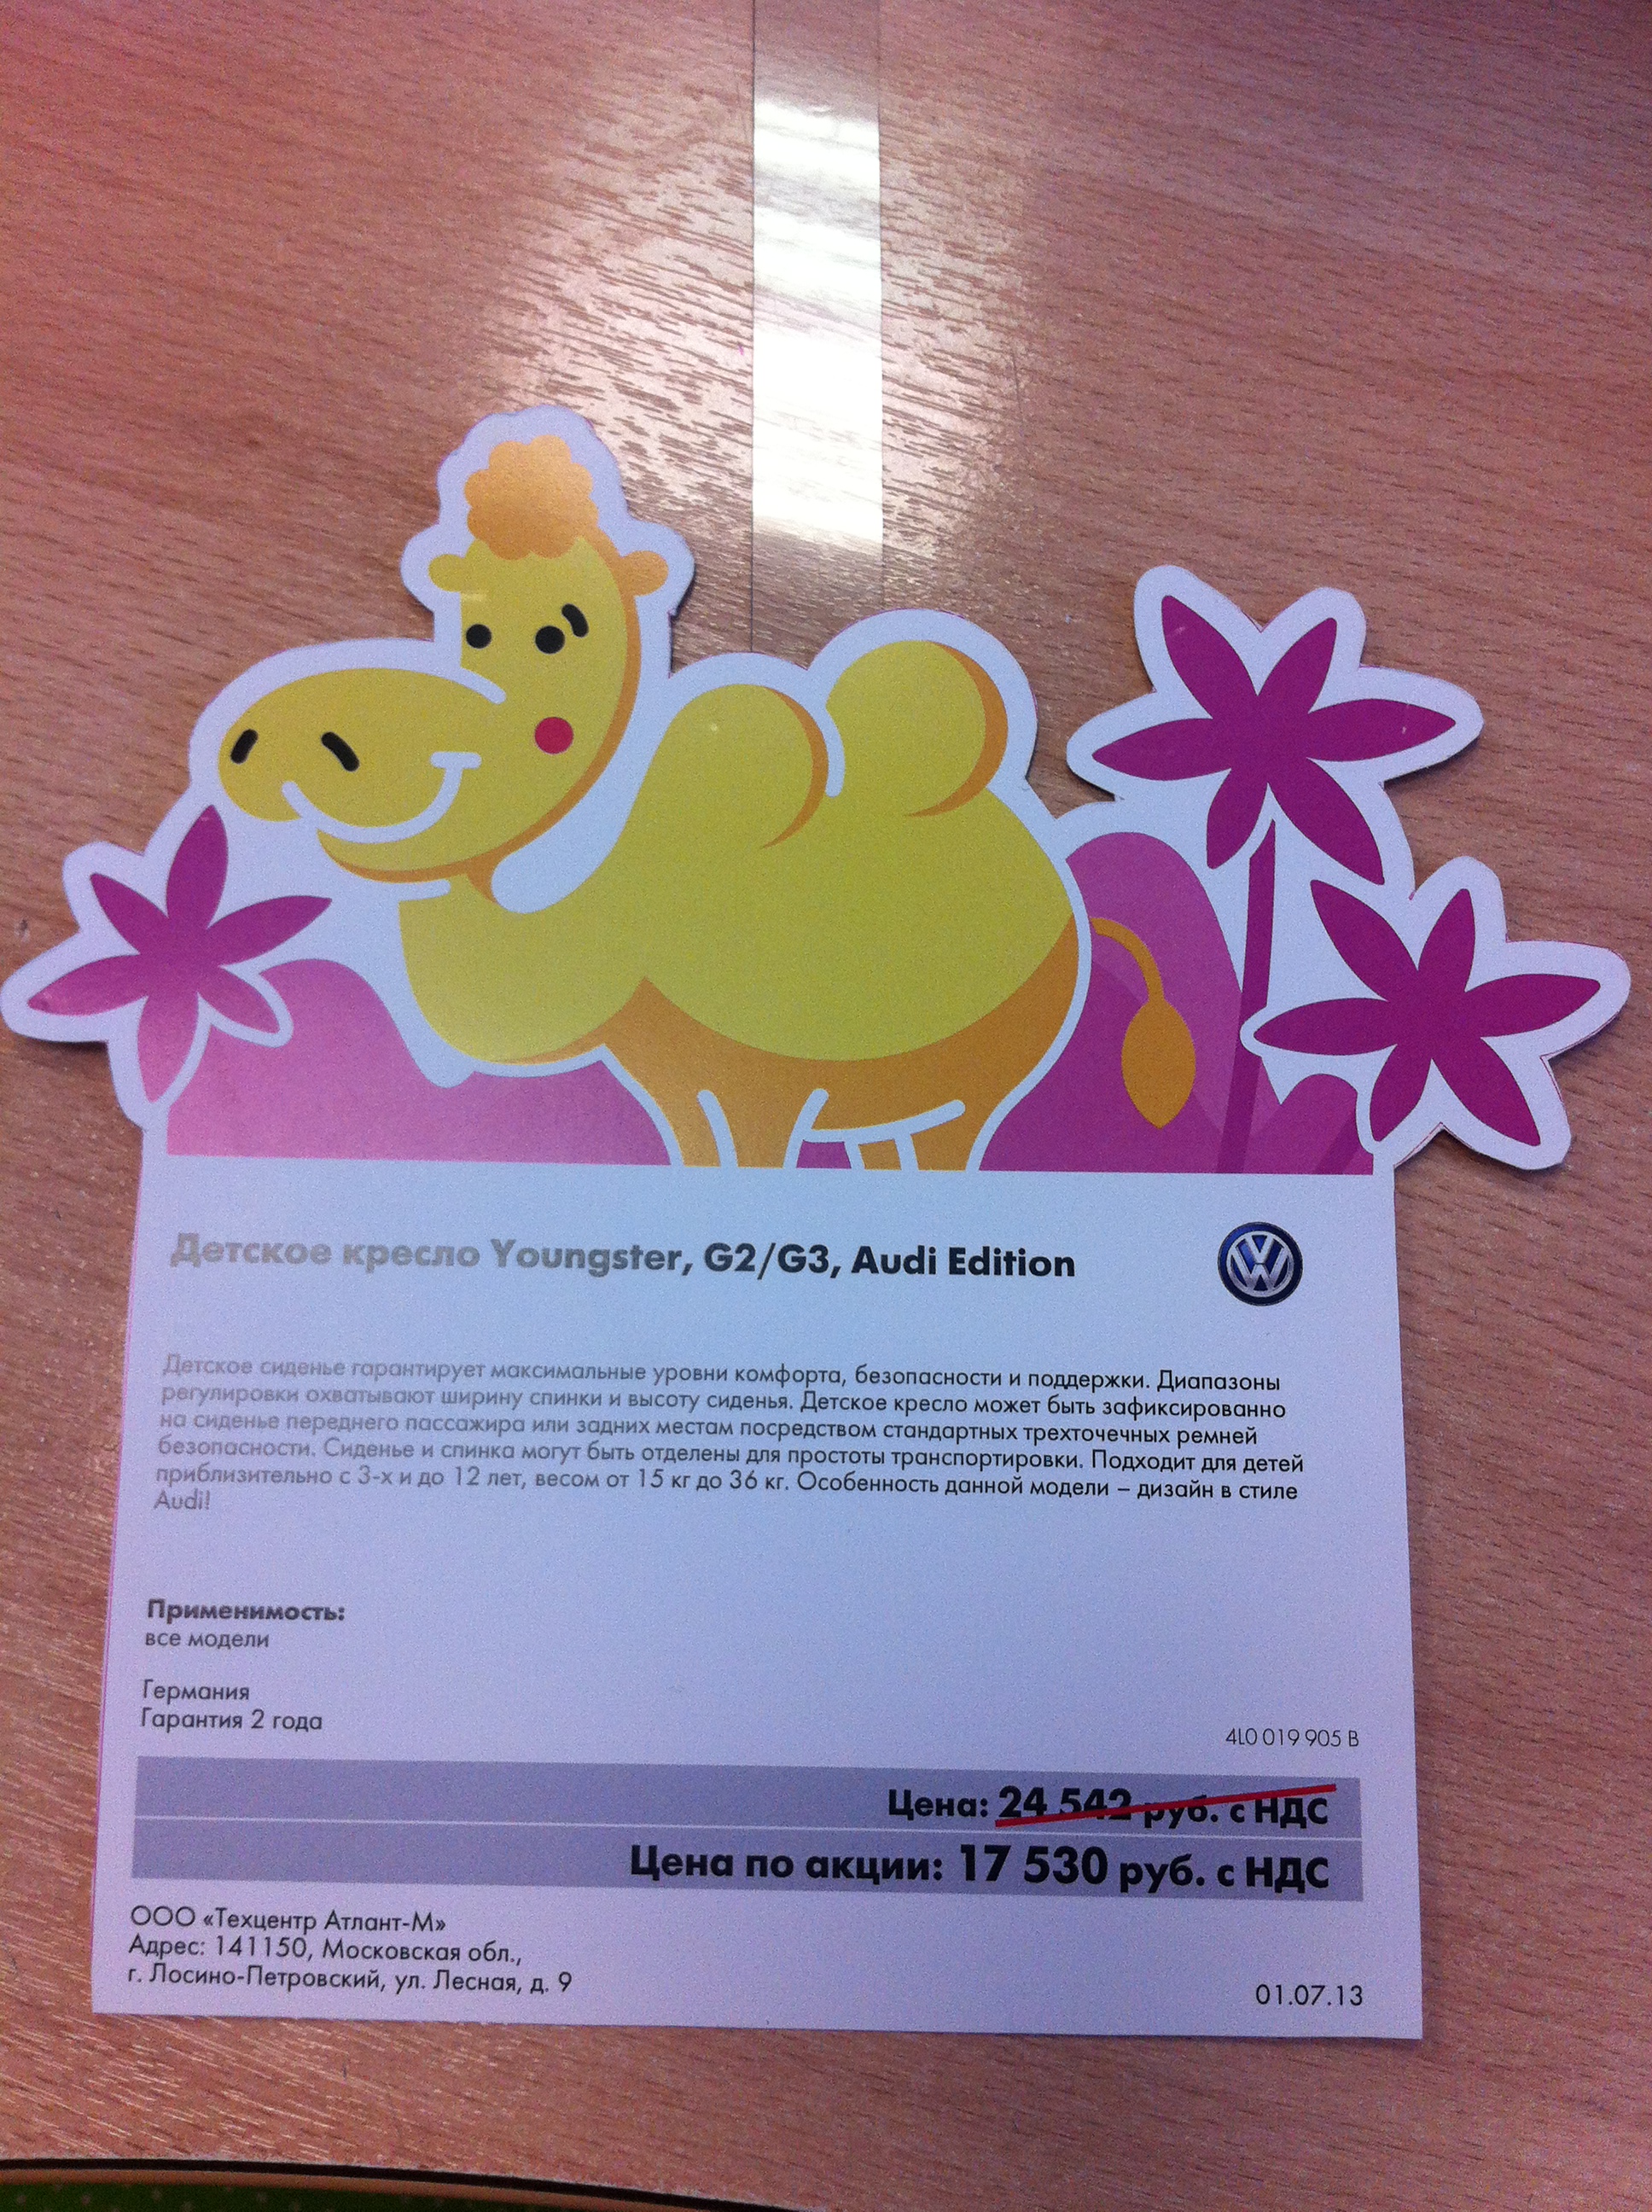 Детское кресло Youngster, G2/G3, Audi Edition
Детское сиденье гарантирует максимальные уровни комфорта, безопасности и поддержки. Диапазоны
регулировки охватывают ширину спинки и высоту сиденья. Детское кресло может быть зафиксированно
на сиденье переднего пассажира или задних местам посредством стандартных трехточечных ремней
безопасности. Сиденье и спинка могут быть отделены для простоты транспортировки. Подходит для детей
приблизительно с 3-х и до 12 лет, весом от 15 кг до 36 кг. Особенность данной модели – дизайн в стиле
Audi!
Применимость:
все модели
Германия
Гарантия 2 года
4L0 019 905 B
Цена: 24 542 руб. с НДС
Цена по акции: 17 530 руб. с НДС
ООО «Техцентр Атлант-М»
Адрес: 141150, Московская обл.,
г. Лосино-Петровский, ул. Лесная, д. 9
01.07.13